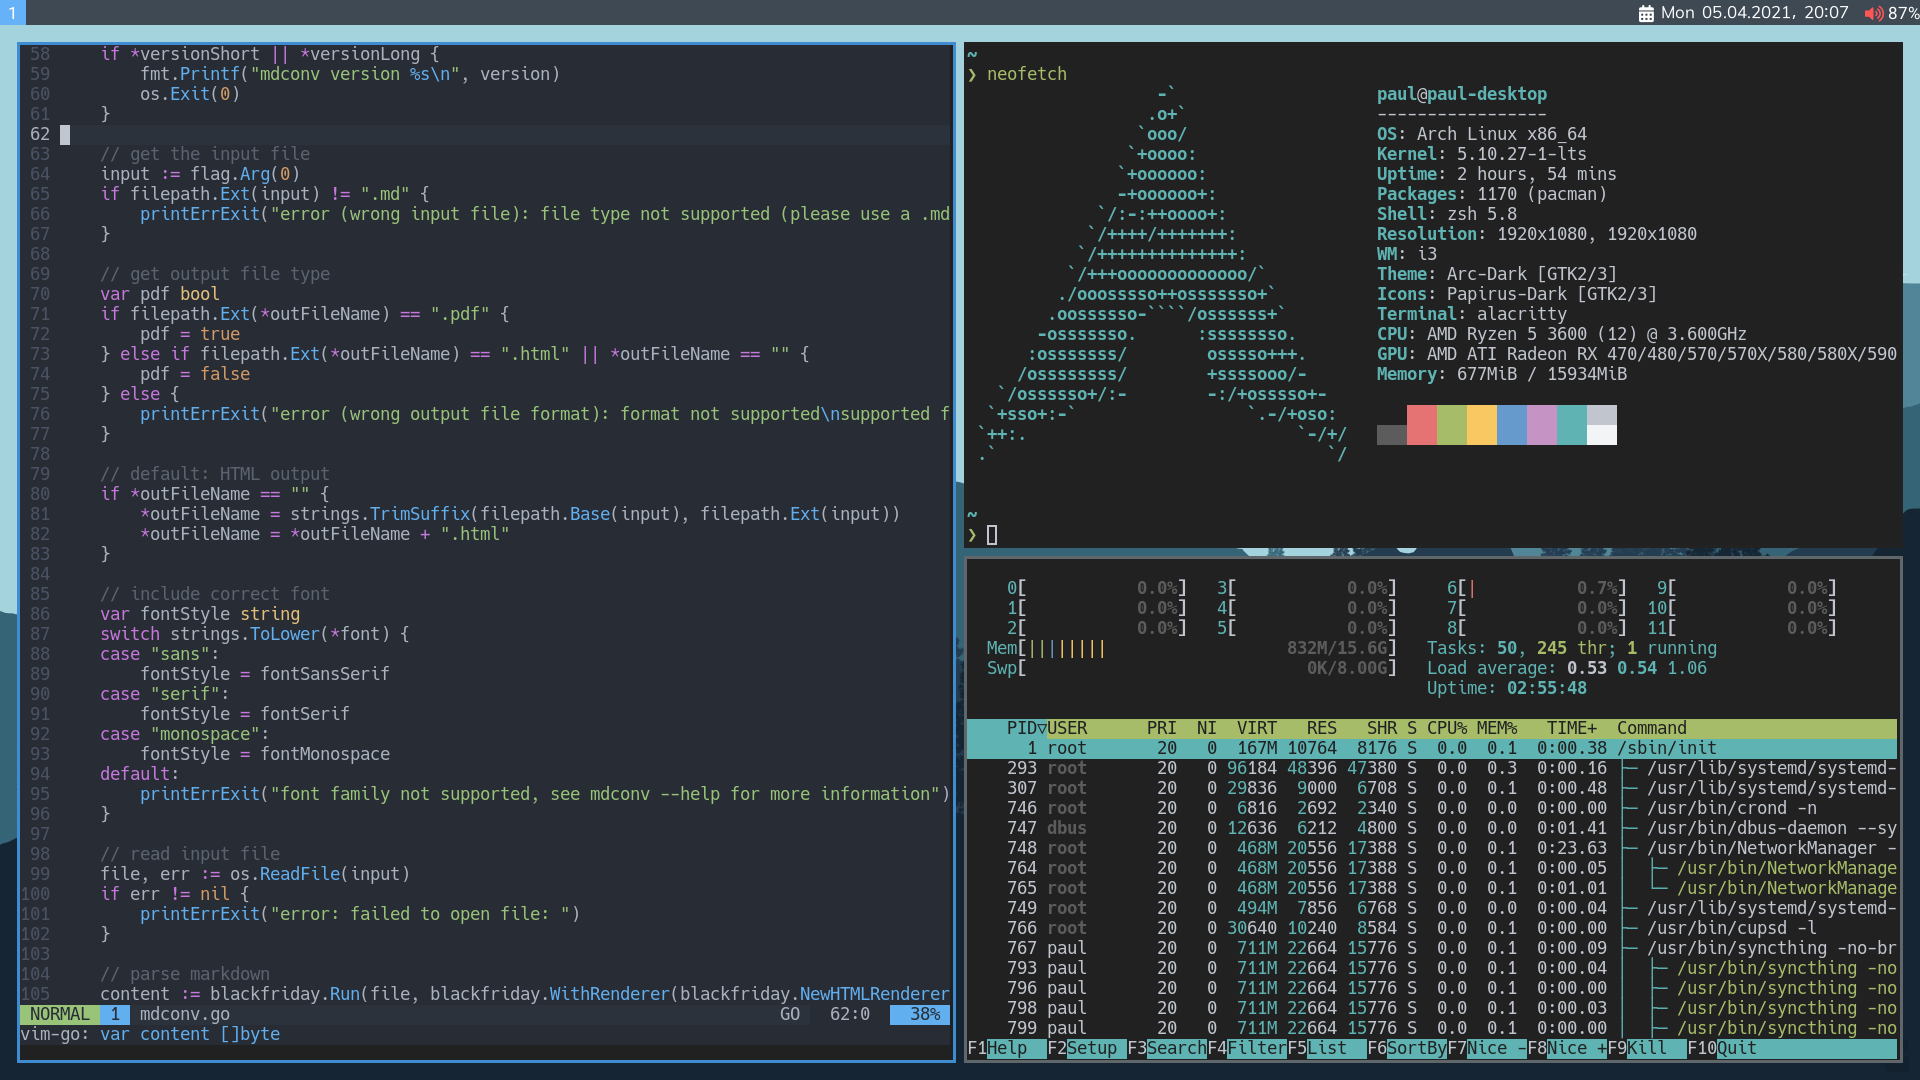 1
Mon 05.04.2021, 20:07 87%
58 if *versionShort || *versionLong {
59 fmt.Printf("mdconv version %s\n", version)
60 os.Exit(0)
61 }
62
63 // get the input file
64 input := flag.Arg(0)
65 if filepath.Ext(input) != ".md" {
66 printErrExit("error (wrong input file): file type not supported (please use a .md
67 }
68
69 // get output file type
70 var pdf bool
71 if filepath.Ext(*outFileName) == ".pdf" {
72 pdf = true
73 } else if filepath.Ext(*outFileName) == ".html" || *outFileName == "" {
74 pdf = false
75 } else {
76 printErrExit("error (wrong output file format): format not supported\nsupported f
77 }
78
79 // default: HTML output
80 if *outFileName == "" {
81 *outFileName = strings.TrimSuffix(filepath.Base(input), filepath.Ext(input))
82 *outFileName = *outFileName + ".html"
83 }
84
85 // include correct font
86 var fontStyle string
87 switch strings.ToLower(*font) {
88 case "sans":
89 fontStyle = fontSansSerif
90 case "serif":
91 fontStyle = fontSerif
92 case "monospace":
93 fontStyle = fontMonospace
94 default:
95 printErrExit("font family not supported, see mdconv --help for more information")
96 }
97
98 // read input file
99 file, err := os.ReadFile(input)
100 if err != nil {
101 printErrExit("error: failed to open file: ")
102 }
103
104 // parse markdown
105 content := blackfriday.Run(file, blackfriday.WithRenderer(blackfriday.NewHTMLRenderer
NORMAL 1 mdconv.go GO 62:0 38%
vim-go: var content []byte
~
❯ neofetch
-`
.o+`
`ooo/
`+oooo:
`+oooooo:
-+oooooo+:
`/:-:++oooo+:
`/++++/+++++++:
`/++++++++++++++:
`/+++ooooooooooooo/`
./ooosssso++osssssso+`
.oossssso-````/ossssss+`
-osssssso. :ssssssso.
:osssssss/ osssso+++.
/ossssssss/ +ssssooo/-
`/ossssso+/:- -:/+osssso+-
`+sso+:-` `.-/+oso:
`++:. `-/+/
.` `/
paul@paul-desktop
-----------------
OS: Arch Linux x86_64
Kernel: 5.10.27-1-lts
Uptime: 2 hours, 54 mins
Packages: 1170 (pacman)
Shell: zsh 5.8
Resolution: 1920x1080, 1920x1080
WM: i3
Theme: Arc-Dark [GTK2/3]
Icons: Papirus-Dark [GTK2/3]
Terminal: alacritty
CPU: AMD Ryzen 5 3600 (12) @ 3.600GHz
GPU: AMD ATI Radeon RX 470/480/570/570X/580/580X/590
Memory: 677MiB / 15934MiB
~
❯
0[ 0.0%] 3[ 0.0%] 6[| 0.7%] 9[ 0.0%]
1[ 0.0%] 4[ 0.0%] 7[ 0.0%] 10[ 0.0%]
2[ 0.0%] 5[ 0.0%] 8[ 0.0%] 11[ 0.0%]
Mem[|||||||| 832M/15.6G] Tasks: 50, 245 thr; 1 running
Swp[ 0K/8.00G] Load average: 0.53 0.54 1.06
Uptime: 02:55:48
PID▽USER PRI NI VIRT RES SHR S CPU% MEM% TIME+ Command
1 root 20 0 167M 10764 8176 S 0.0 0.1 0:00.38 /sbin/init
293 root 20 0 96184 48396 47380 S 0.0 0.3 0:00.16 ├─ /usr/lib/systemd/systemd-
307 root 20 0 29836 9000 6708 S 0.0 0.1 0:00.48 ├─ /usr/lib/systemd/systemd-
746 root 20 0 6816 2692 2340 S 0.0 0.0 0:00.00 ├─ /usr/bin/crond -n
747 dbus 20 0 12636 6212 4800 S 0.0 0.0 0:01.41 ├─ /usr/bin/dbus-daemon --sy
748 root 20 0 468M 20556 17388 S 0.0 0.1 0:23.63 ├─ /usr/bin/NetworkManager -
764 root 20 0 468M 20556 17388 S 0.0 0.1 0:00.05 │ ├─ /usr/bin/NetworkManage
765 root 20 0 468M 20556 17388 S 0.0 0.1 0:01.01 │ └─ /usr/bin/NetworkManage
749 root 20 0 494M 7856 6768 S 0.0 0.0 0:00.04 ├─ /usr/lib/systemd/systemd-
766 root 20 0 30640 10240 8584 S 0.0 0.1 0:00.00 ├─ /usr/bin/cupsd -l
767 paul 20 0 711M 22664 15776 S 0.0 0.1 0:00.09 ├─ /usr/bin/syncthing -no-br
793 paul 20 0 711M 22664 15776 S 0.0 0.1 0:00.04 │ ├─ /usr/bin/syncthing -no
796 paul 20 0 711M 22664 15776 S 0.0 0.1 0:00.00 │ ├─ /usr/bin/syncthing -no
798 paul 20 0 711M 22664 15776 S 0.0 0.1 0:00.03 │ ├─ /usr/bin/syncthing -no
799 paul 20 0 711M 22664 15776 S 0.0 0.1 0:00.00 │ ├─ /usr/bin/syncthing -no
F1Help F2Setup F3SearchF4FilterF5List F6SortByF7Nice -F8Nice +F9Kill F10Quit